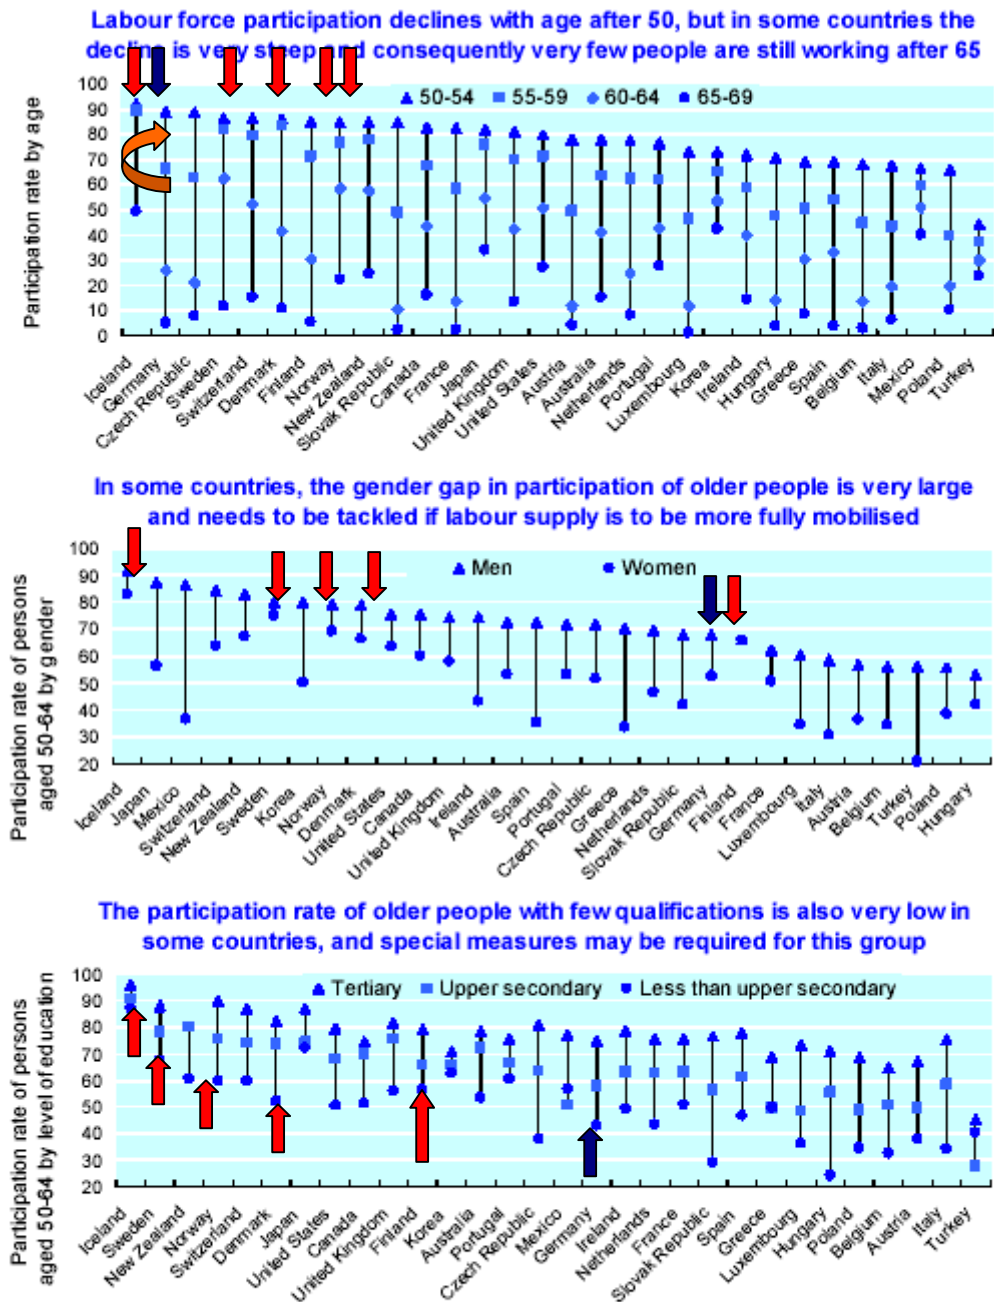 Labour force participation declines with age after 50, but in some countries the
decline is very steep and consequently very few people are still working after 65
Participation rate by age
100
90
80
70
60
50
40
30
20
10
0
50-54
55-59
60-64
65-69
Iceland
Germany
Czech Republic
Sweden
Switzerland
Denmark
Finland
Norway
New Zealand
Slovak Republic
Canada
France
Japan
United Kingdom
United States
Austria
Australia
Netherlands
Portugal
Luxembourg
Korea
Ireland
Hungary
Greece
Spain
Belgium
Italy
Mexico
Poland
Turkey
In some countries, the gender gap in participation of older people is very large
and needs to be tackled if labour supply is to be more fully mobilised
Participation rate of persons
aged 50-64 by gender
100
90
80
70
60
50
40
30
20
Men
Women
Iceland
Japan
Mexico
Switzerland
New Zealand
Sweden
Korea
Norway
Denmark
United States
Canada
United Kingdom
Ireland
Australia
Spain
Portugal
Czech Republic
Greece
Netherlands
Slovak Republic
Germany
Finland
France
Luxembourg
Italy
Austria
Belgium
Turkey
Poland
Hungary
The participation rate of older people with few qualifications is also very low in
some countries, and special measures may be required for this group
Participation rate of persons
aged 50-64 by level of education
100
90
80
70
60
50
40
30
20
Tertiary
Upper secondary
Less than upper secondary
Iceland
Sweden
New Zealand
Norway
Switzerland
Denmark
Japan
United States
Canada
United Kingdom
Finland
Korea
Australia
Portugal
Czech Republic
Mexico
Germany
Ireland
Netherlands
France
Slovak Republic
Spain
Greece
Luxembourg
Hungary
Poland
Belgium
Austria
Italy
Turkey